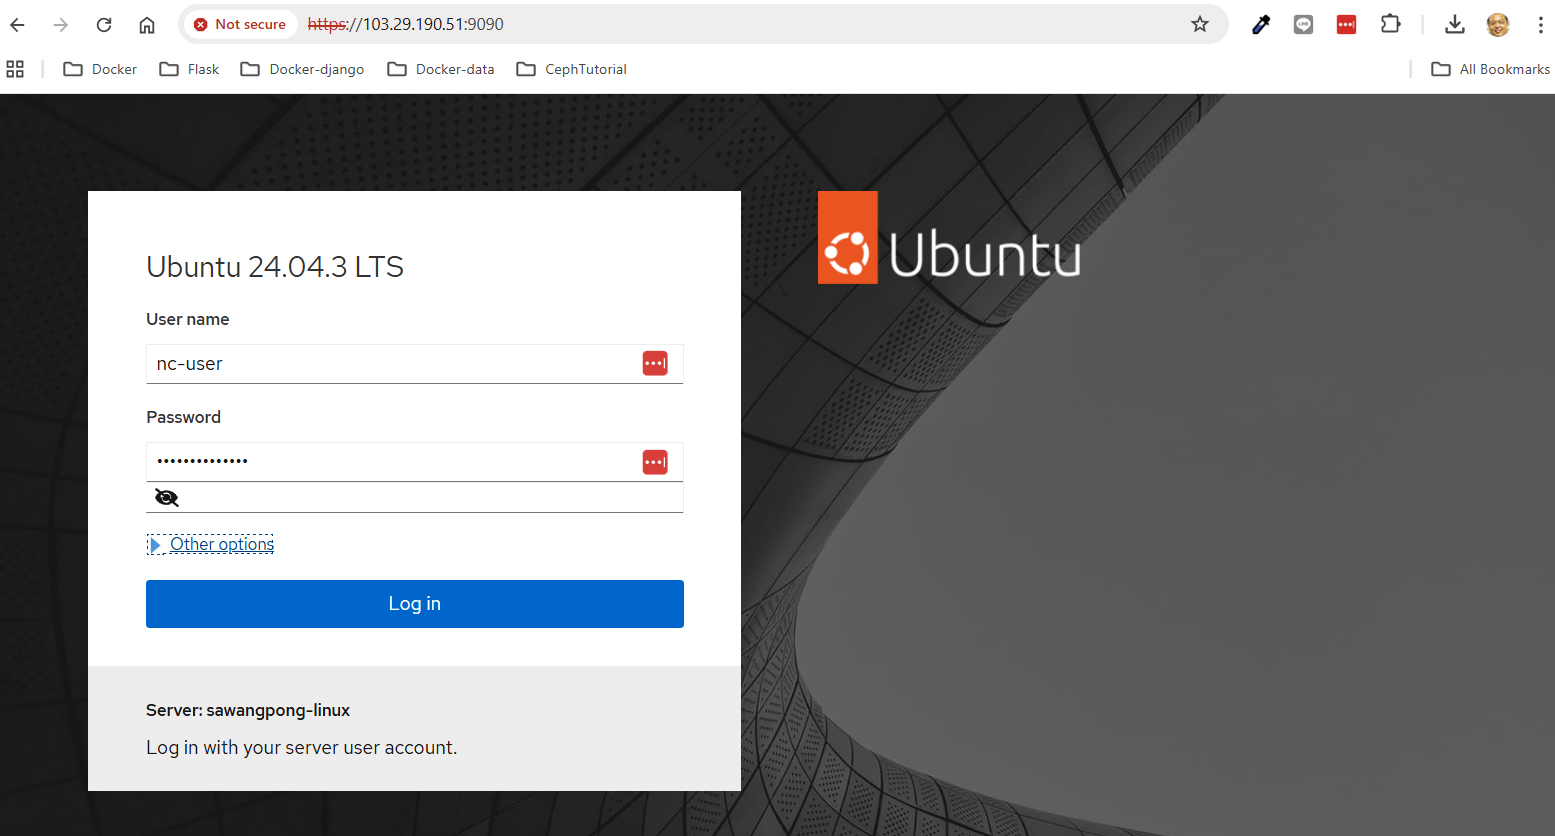 Not secure https://103.29.190.51:9090
Docker Flask Docker-django Docker-data CephTutorial All Bookmarks
Ubuntu 24.04.3 LTS
User name
nc-user
Password
••••••••••••••
Other options
Log in
Server: sawangpong-linux
Log in with your server user account.
Ubuntu